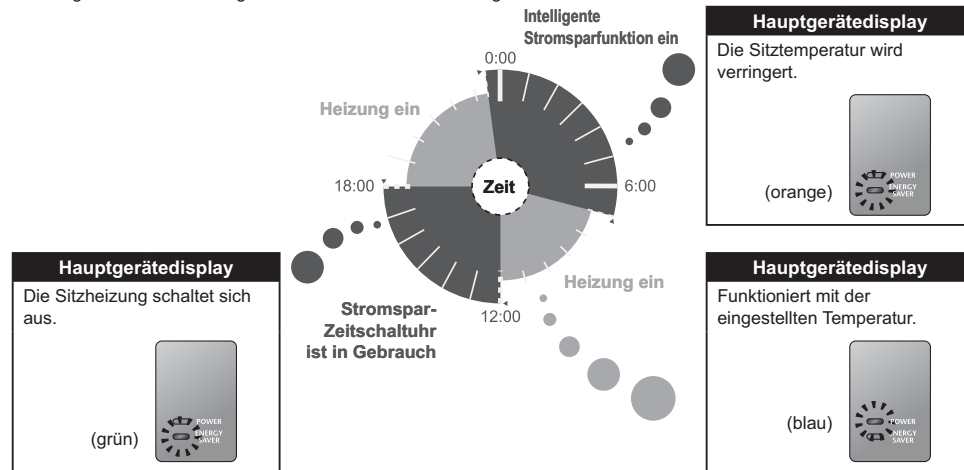 Intelligente
Stromsparfunktion ein
0:00
Heizung ein
18:00
Zeit
6:00
Heizung ein
12:00
Stromspar-
Zeitschaltuhr
ist in Gebrauch
Hauptgerätedisplay
Die Sitztemperatur wird
verringert.
(orange)
POWER
ENERGY
SAVER
Hauptgerätedisplay
Die Sitzheizung schaltet sich
aus.
(grün)
POWER
ENERGY
SAVER
Hauptgerätedisplay
Funktioniert mit der
eingestellten Temperatur.
(blau)
POWER
ENERGY
SAVER